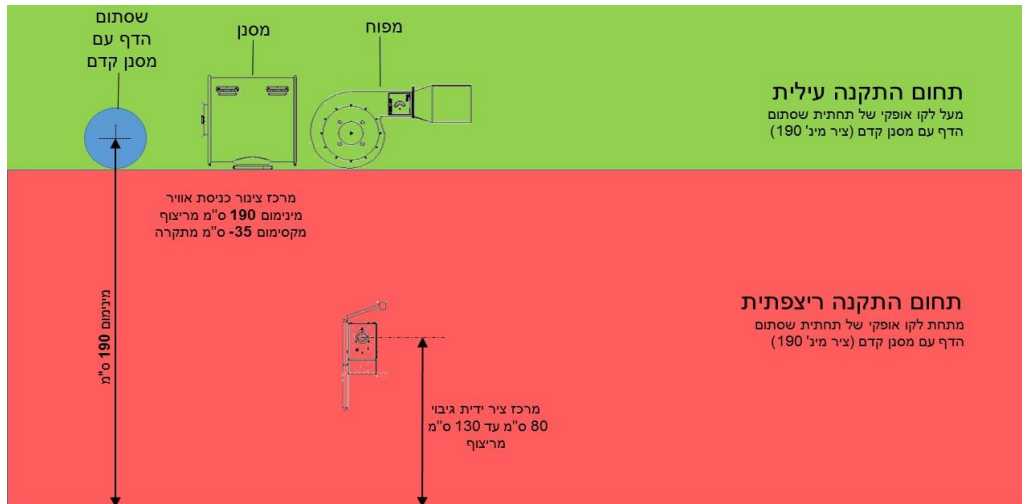 שסתום
הדף עם
מסנן קדם
מסנן
מפוח
תחום התקנה עילית
מעל לקו אופקי של תחתית שסתום
הדף עם מסנן קדם (ציר מינ' 190)
מרכז צינור כניסת אוויר
מינימום 190 ס"מ מריצוף
מקסימום 35- ס"מ מתקרה
מינימום 190 ס"מ
תחום התקנה ריצפתית
מתחת לקו אופקי של תחתית שסתום
הדף עם מסנן קדם (ציר מינ' 190)
מרכז ציר ידית גיבוי
80 ס"מ עד 130 ס"מ
מריצוף